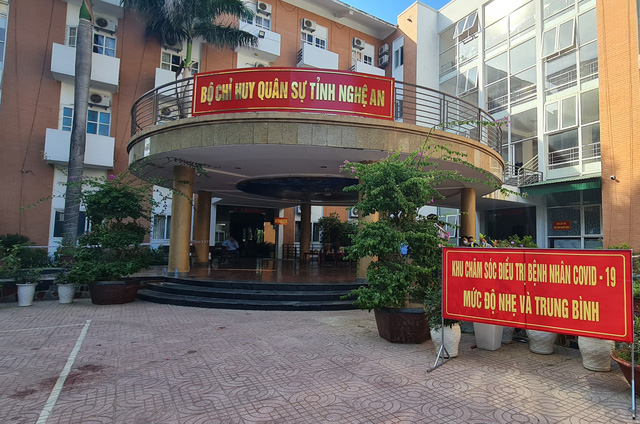 BỘ CHỈ HUY QUÂN SỰ TỈNH NGHỆ AN
KHU CHĂM SÓC ĐIỀU TRỊ BỆNH NHÂN COVID - 19
MỨC ĐỘ NHẸ VÀ TRUNG BÌNH